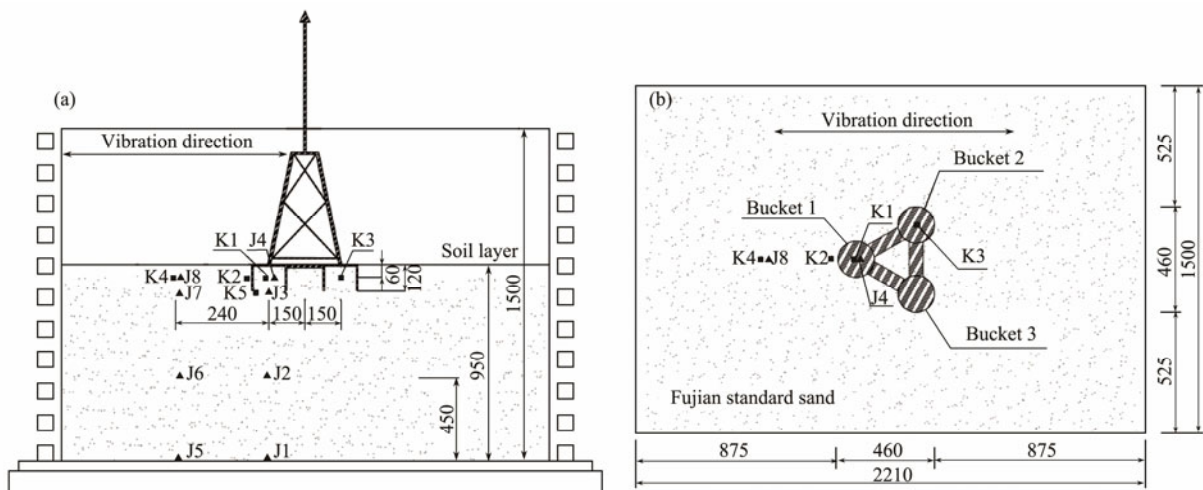 (a)
Vibration direction
K1
J4
K3
Soil layer
K4
J8
K2
J7
K5
J3
60
120
240
150
150
1500
950
J6
J2
450
J5
J1
(b)
Vibration direction
Bucket 2
Bucket 1
K1
K4
J8
K2
K3
J4
Bucket 3
Fujian standard sand
525
460
1500
525
875
460
875
2210